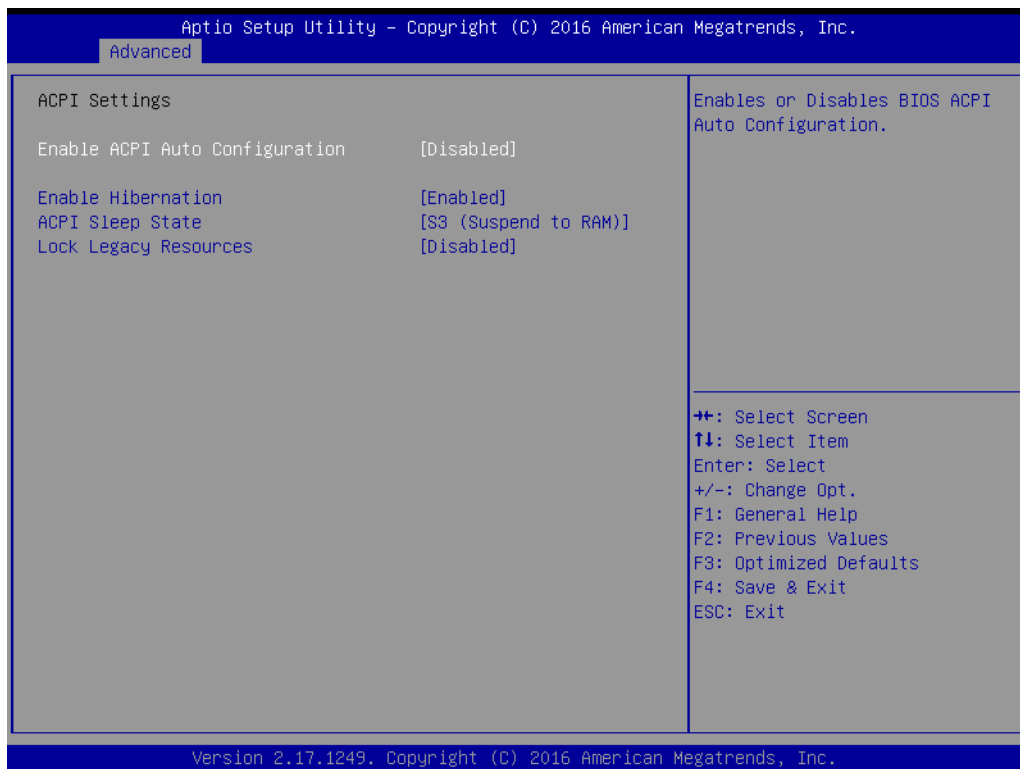 Aptio Setup Utility – Copyright (C) 2016 American Megatrends, Inc.
Advanced
ACPI Settings
Enable ACPI Auto Configuration [Disabled]
Enable Hibernation [Enabled]
ACPI Sleep State [S3 (Suspend to RAM)]
Lock Legacy Resources [Disabled]
Enables or Disables BIOS ACPI
Auto Configuration.
→←: Select Screen
↑↓: Select Item
Enter: Select
+/-: Change Opt.
F1: General Help
F2: Previous Values
F3: Optimized Defaults
F4: Save & Exit
ESC: Exit
Version 2.17.1249. Copyright (C) 2016 American Megatrends, Inc.